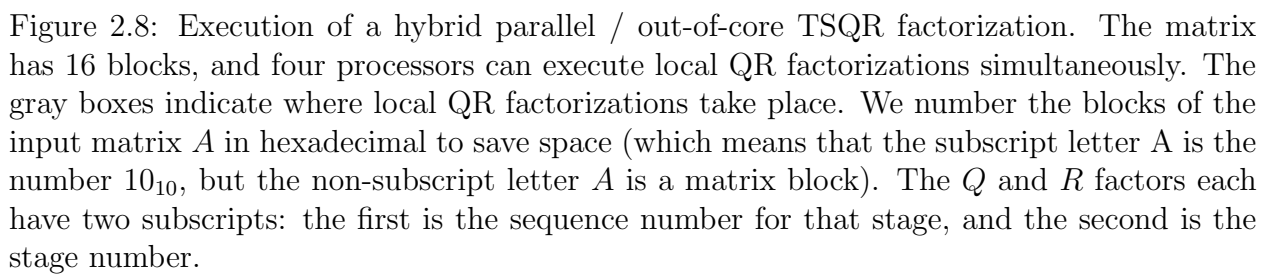 Figure 2.8: Execution of a hybrid parallel / out-of-core TSQR factorization. The matrix
has 16 blocks, and four processors can execute local QR factorizations simultaneously. The
gray boxes indicate where local QR factorizations take place. We number the blocks of the
input matrix A in hexadecimal to save space (which means that the subscript letter A is the
number 10₁₀, but the non-subscript letter A is a matrix block). The Q and R factors each
have two subscripts: the first is the sequence number for that stage, and the second is the
stage number.